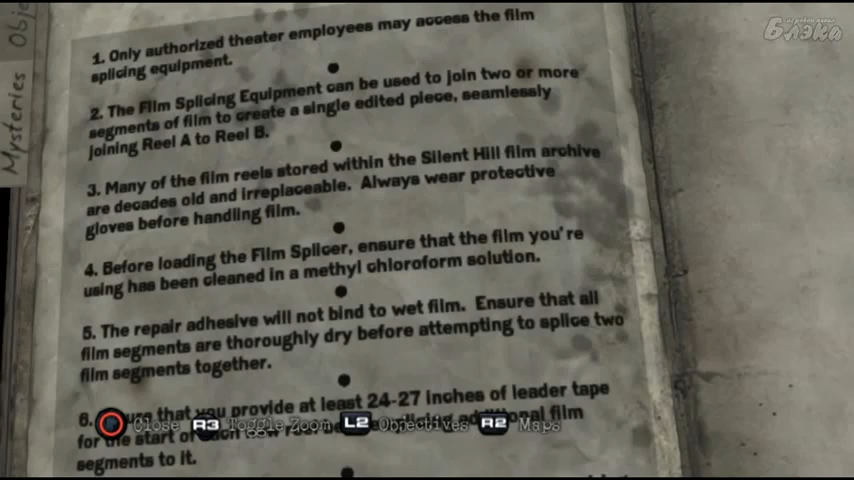 Mysteries
Obje
Блэка
1. Only authorized theater employees may access the film
splicing equipment.
2. The Film Splicing Equipment can be used to join two or more
segments of film to create a single edited piece, seamlessly
joining Reel A to Reel B.
3. Many of the film reels stored within the Silent Hill film archive
are decades old and irreplaceable. Always wear protective
gloves before handling film.
4. Before loading the Film Splicer, ensure that the film you're
using has been cleaned in a methyl chloroform solution.
5. The repair adhesive will not bind to wet film. Ensure that all
film segments are thoroughly dry before attempting to splice two
film segments together.
6. that you provide at least 24-27 inches of leader tape
for the start of film
segments to it.
Close R3 Toggle Zoom L2 Objectives R2 Maps